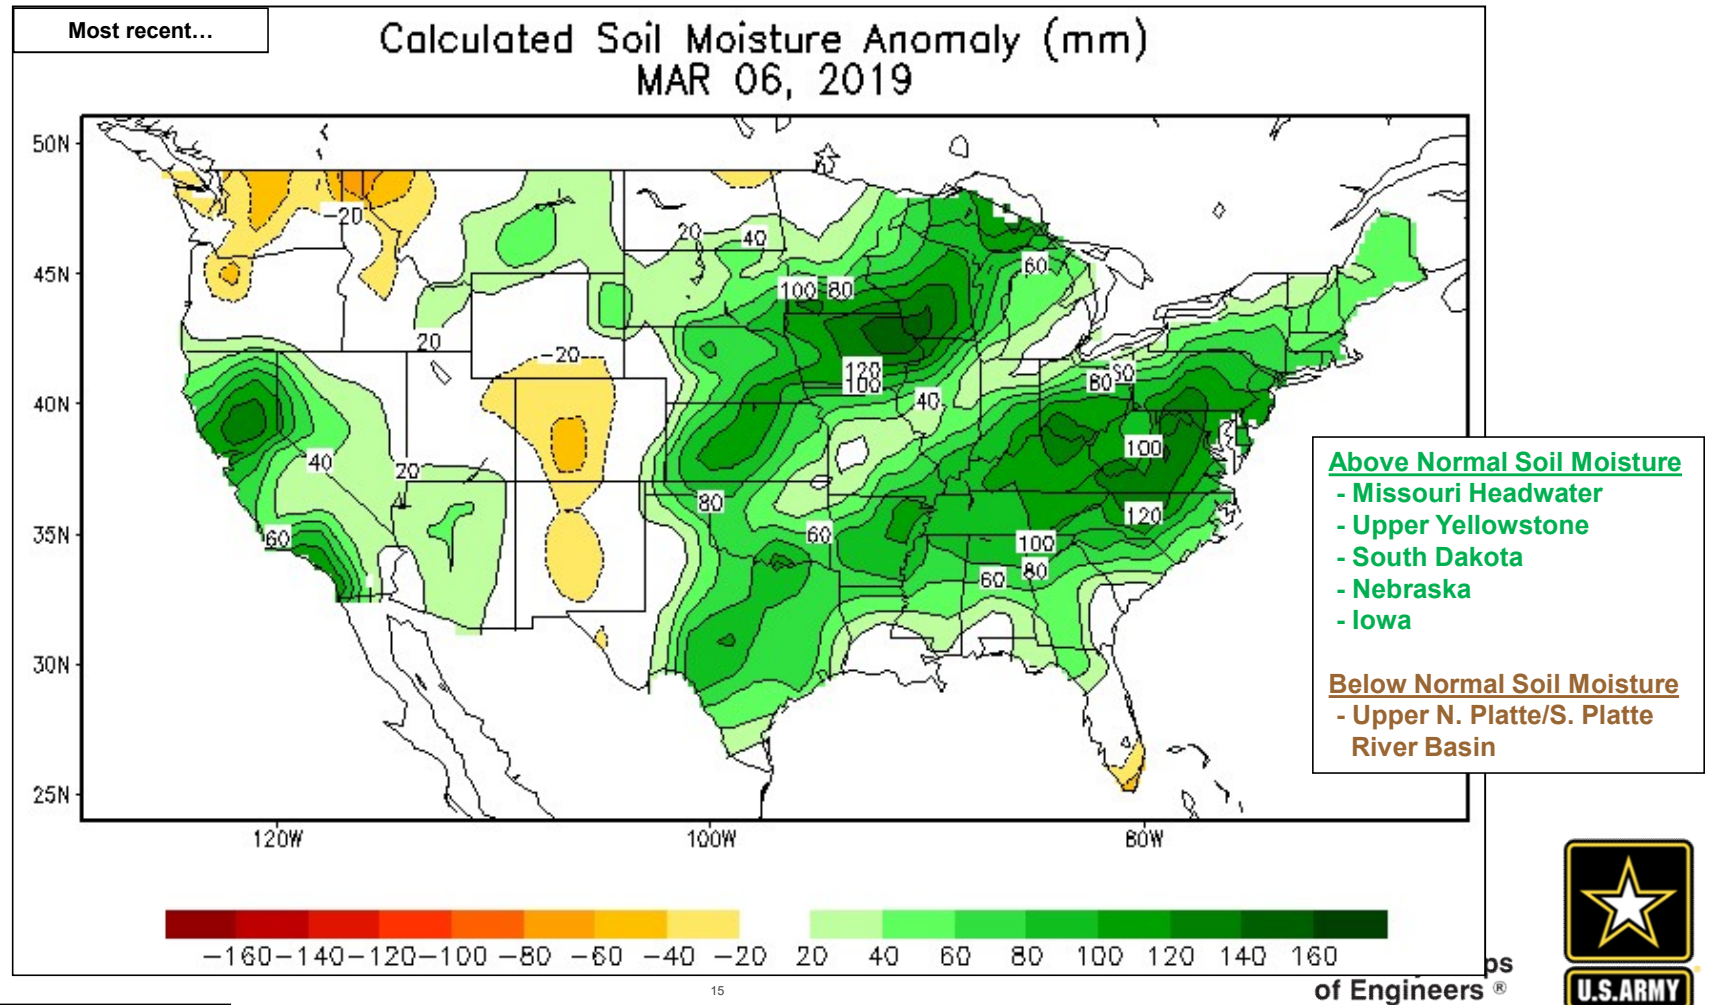 Most recent...
Calculated Soil Moisture Anomaly (mm)
MAR 06, 2019
50N
45N
40N
35N
30N
25N
120W
100W
80W
-20
20
40
60
100
80
20
-20
120
100
40
80
60
40
20
100
80
60
120
60
100
80
60
Above Normal Soil Moisture
- Missouri Headwater
- Upper Yellowstone
- South Dakota
- Nebraska
- Iowa
Below Normal Soil Moisture
- Upper N. Platte/S. Platte
River Basin
-160 -140 -120 -100 -80 -60 -40 -20 20 40 60 80 100 120 140 160
ps
of Engineers ®
U.S.ARMY
15